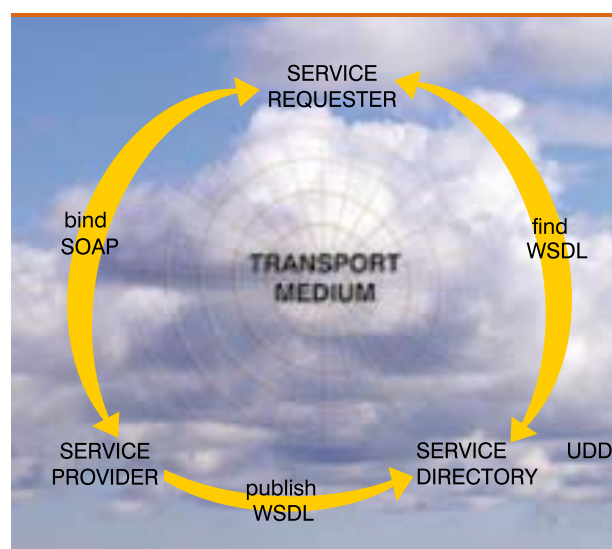 SERVICE
REQUESTER
bind
SOAP
find
WSDL
TRANSPORT
MEDIUM
SERVICE
PROVIDER
SERVICE
DIRECTORY
UDD
publish
WSDL